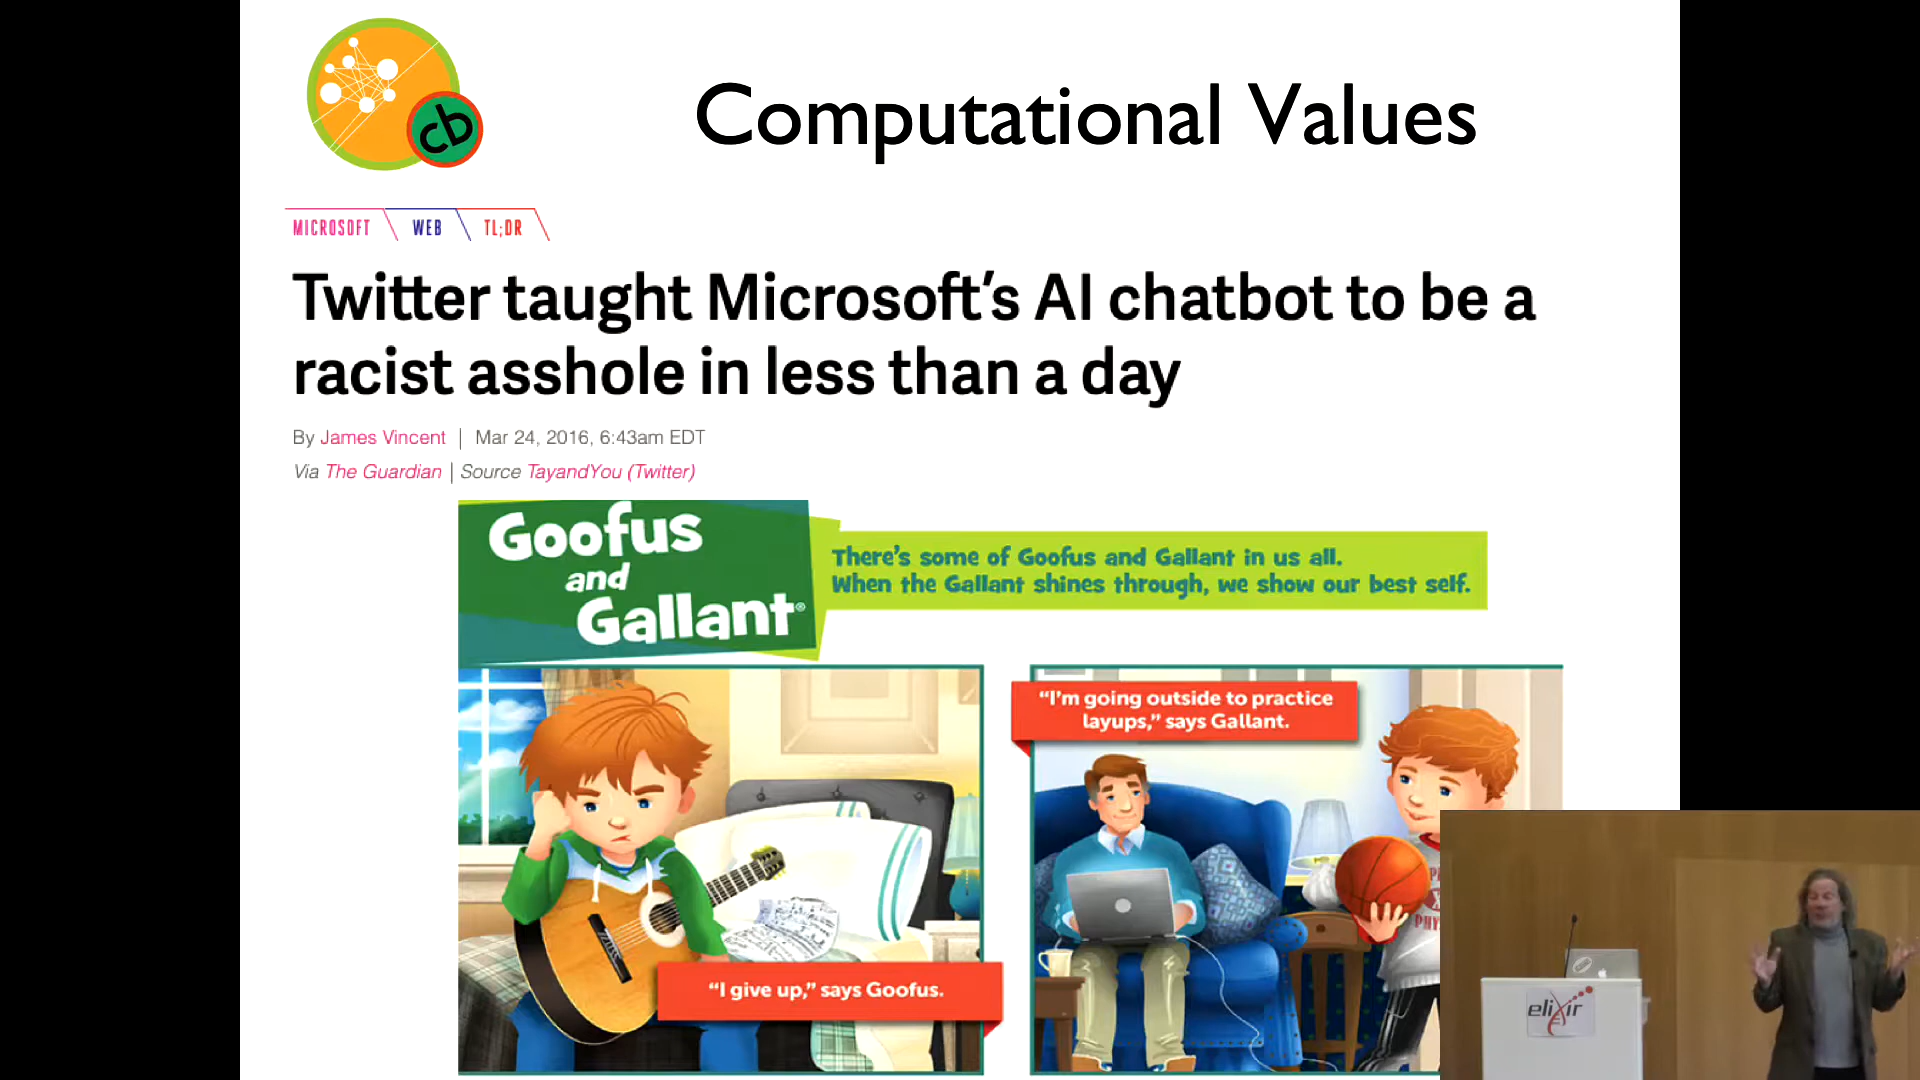 cb
Computational Values
MICROSOFT
WEB
TL;DR
Twitter taught Microsoft's AI chatbot to be a
racist asshole in less than a day
By James Vincent | Mar 24, 2016, 6:43am EDT
Via The Guardian | Source TayandYou (Twitter)
Goofus
and
Gallant®
There's some of Goofus and Gallant in us all.
When the Gallant shines through, we show our best self.
"I'm going outside to practice
layups," says Gallant.
"I give up," says Goofus.
elixir